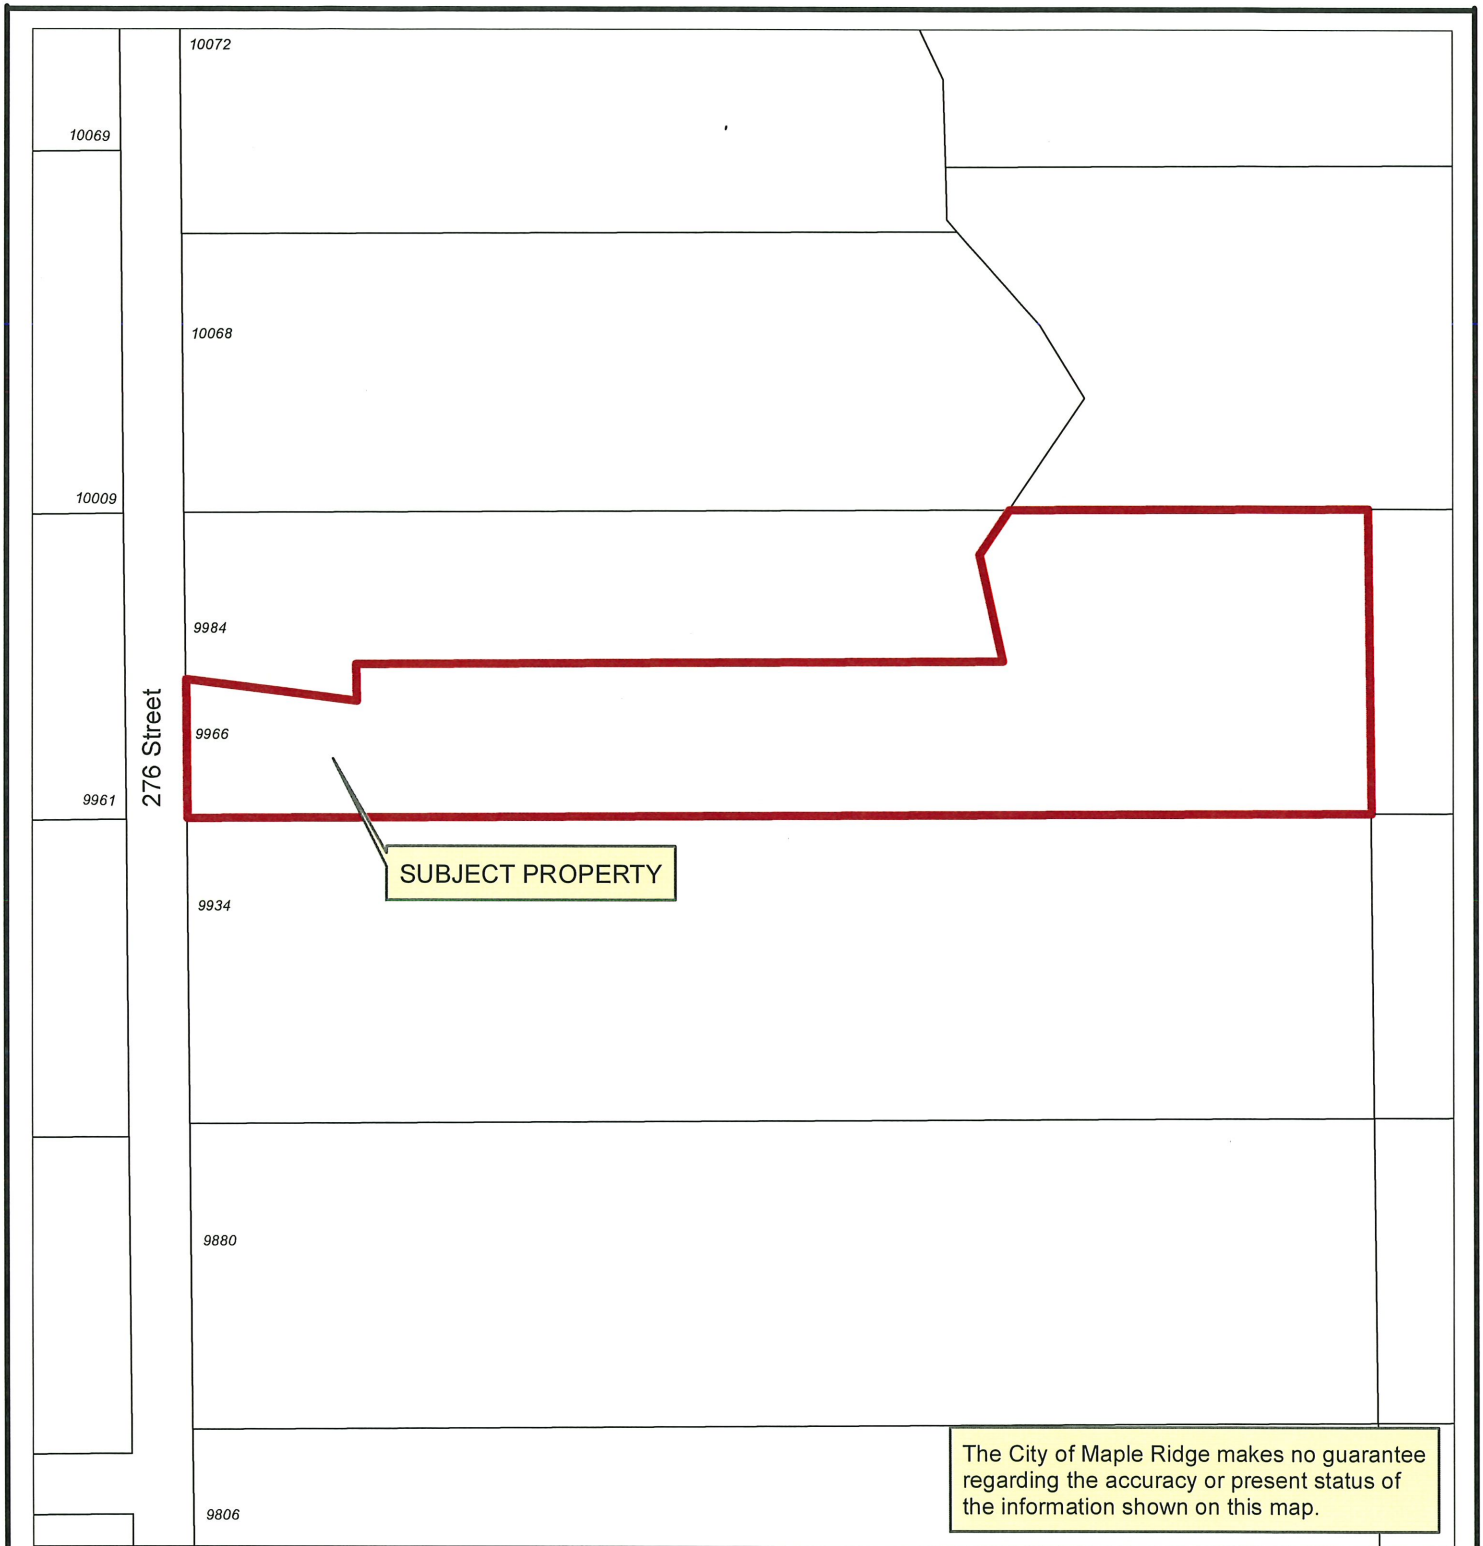 10072
10069
10068
10009
9984
276 Street
9966
9961
SUBJECT PROPERTY
9934
9880
The City of Maple Ridge makes no guarantee
regarding the accuracy or present status of
the information shown on this map.
9806